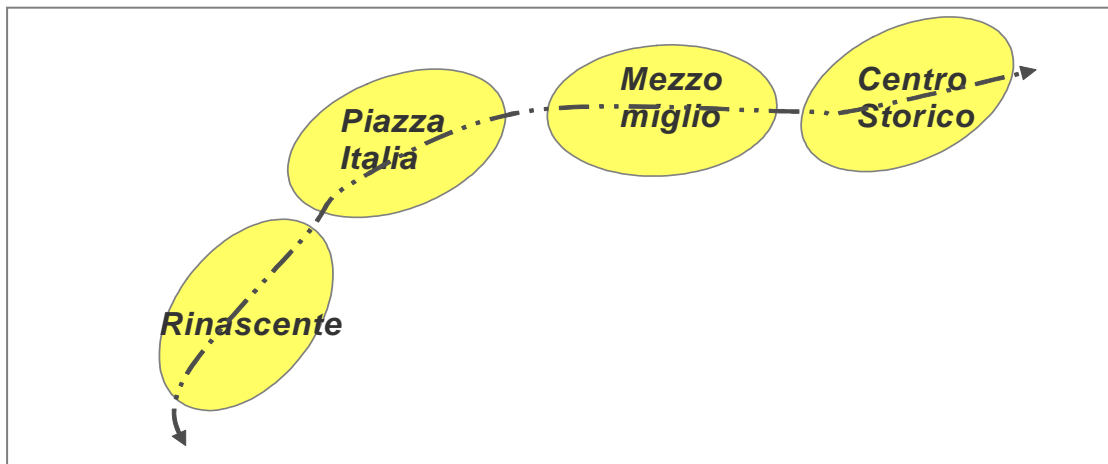 Mezzo
miglio
Centro
Storico
Piazza
Italia
Rinascente